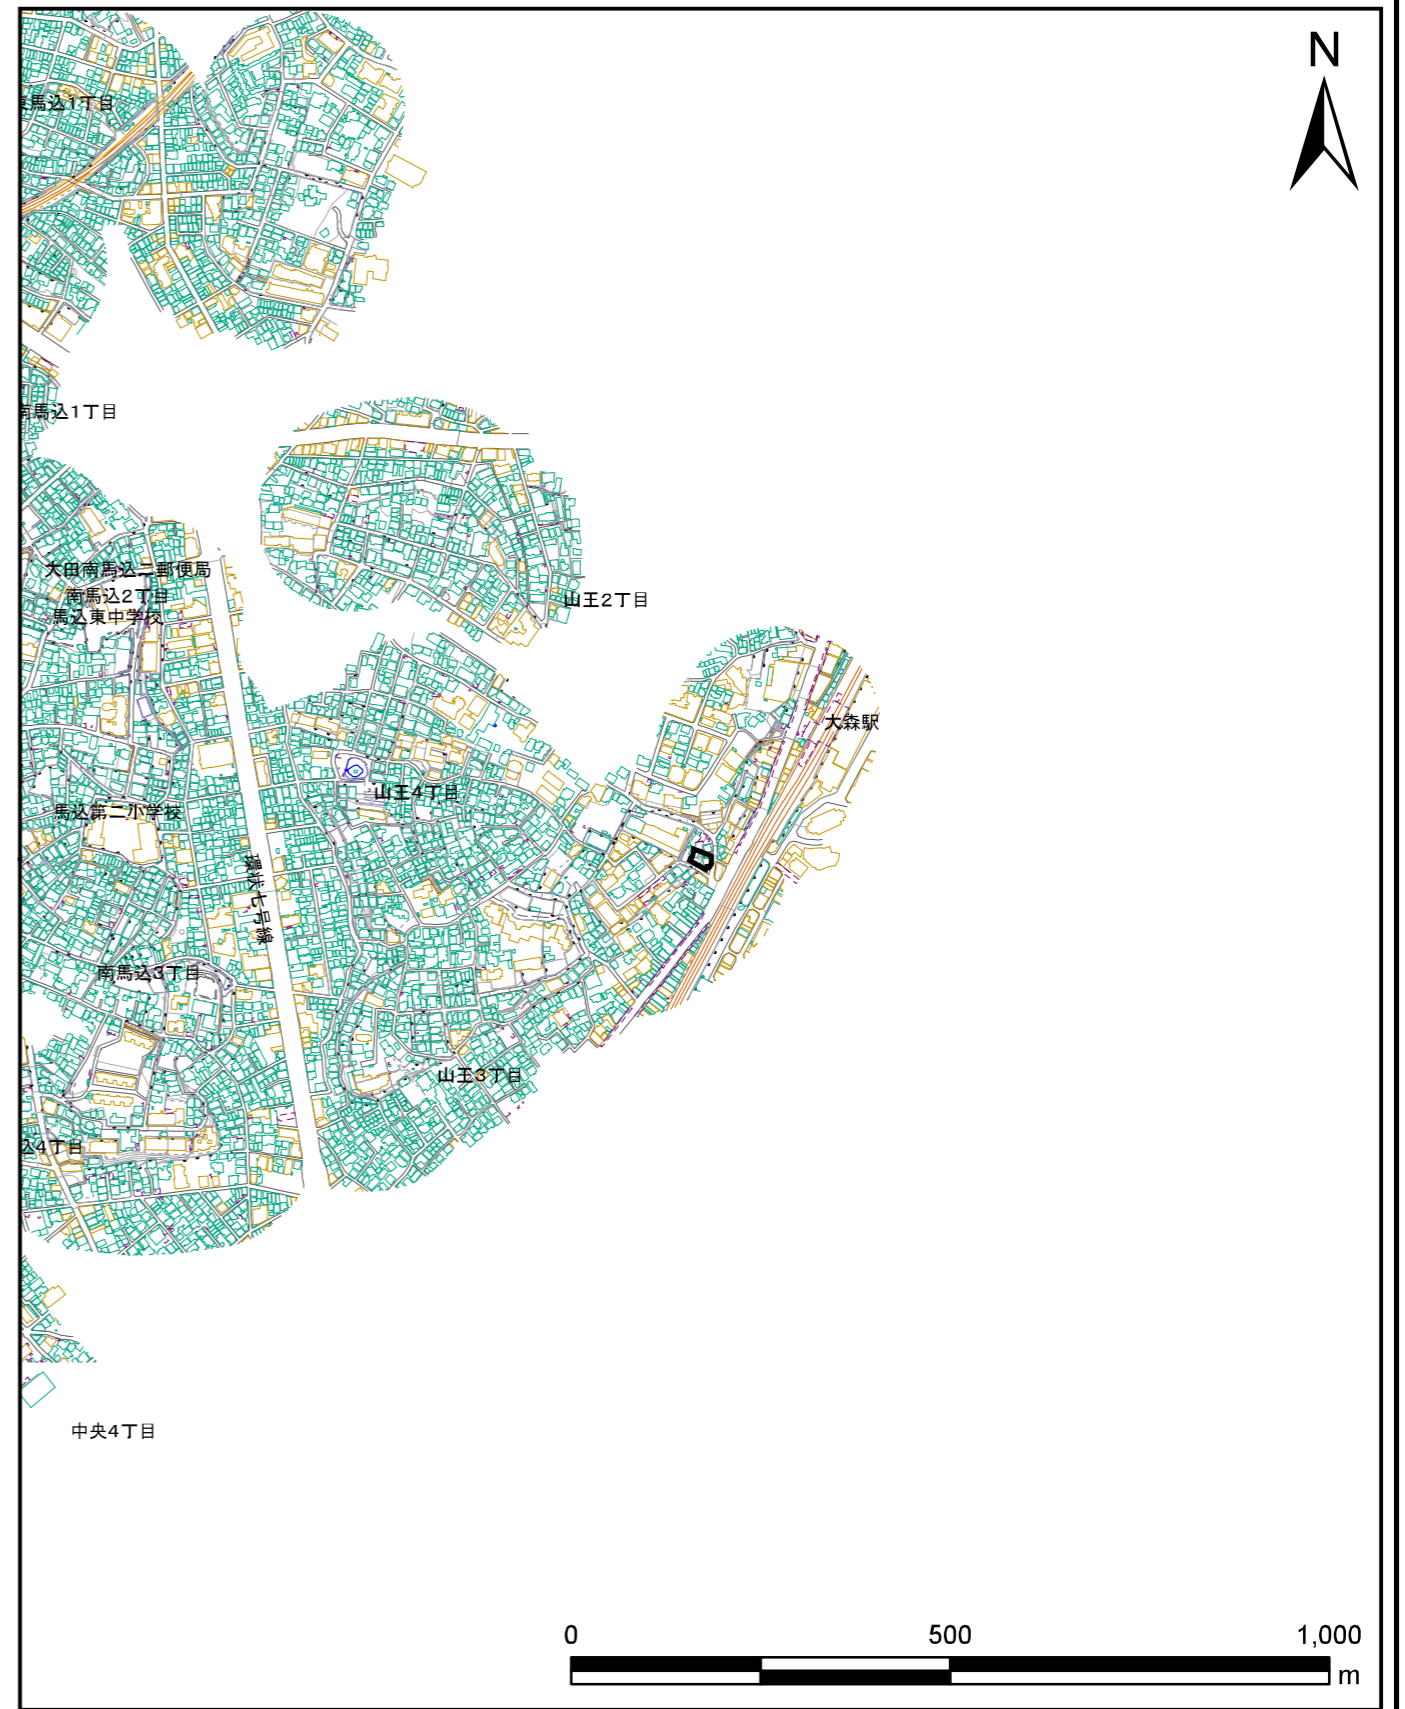 N
馬込1丁目
南馬込1丁目
大田南馬込二郵便局
南馬込2丁目
馬込東中学校
山王2丁目
大森駅
山王4丁目
馬込第二小学校
環状七号線
南馬込3丁目
山王3丁目
込4丁目
中央4丁目
0 500 1,000
m